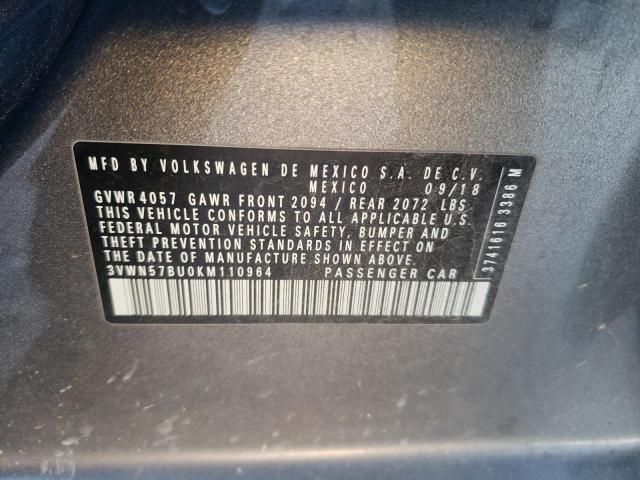 MFD BY VOLKSWAGEN DE MEXICO S.A. DE C.V.
MEXICO 09/18
GVWR 4057 GAWR FRONT 2094 / REAR 2072 LBS
THIS VEHICLE CONFORMS TO ALL APPLICABLE U.S.
FEDERAL MOTOR VEHICLE SAFETY, BUMPER AND
THEFT PREVENTION STANDARDS IN EFFECT ON
THE DATE OF MANUFACTURE SHOWN ABOVE.
3VWN57BU0KM110964 PASSENGER CAR
3741616 3386 M